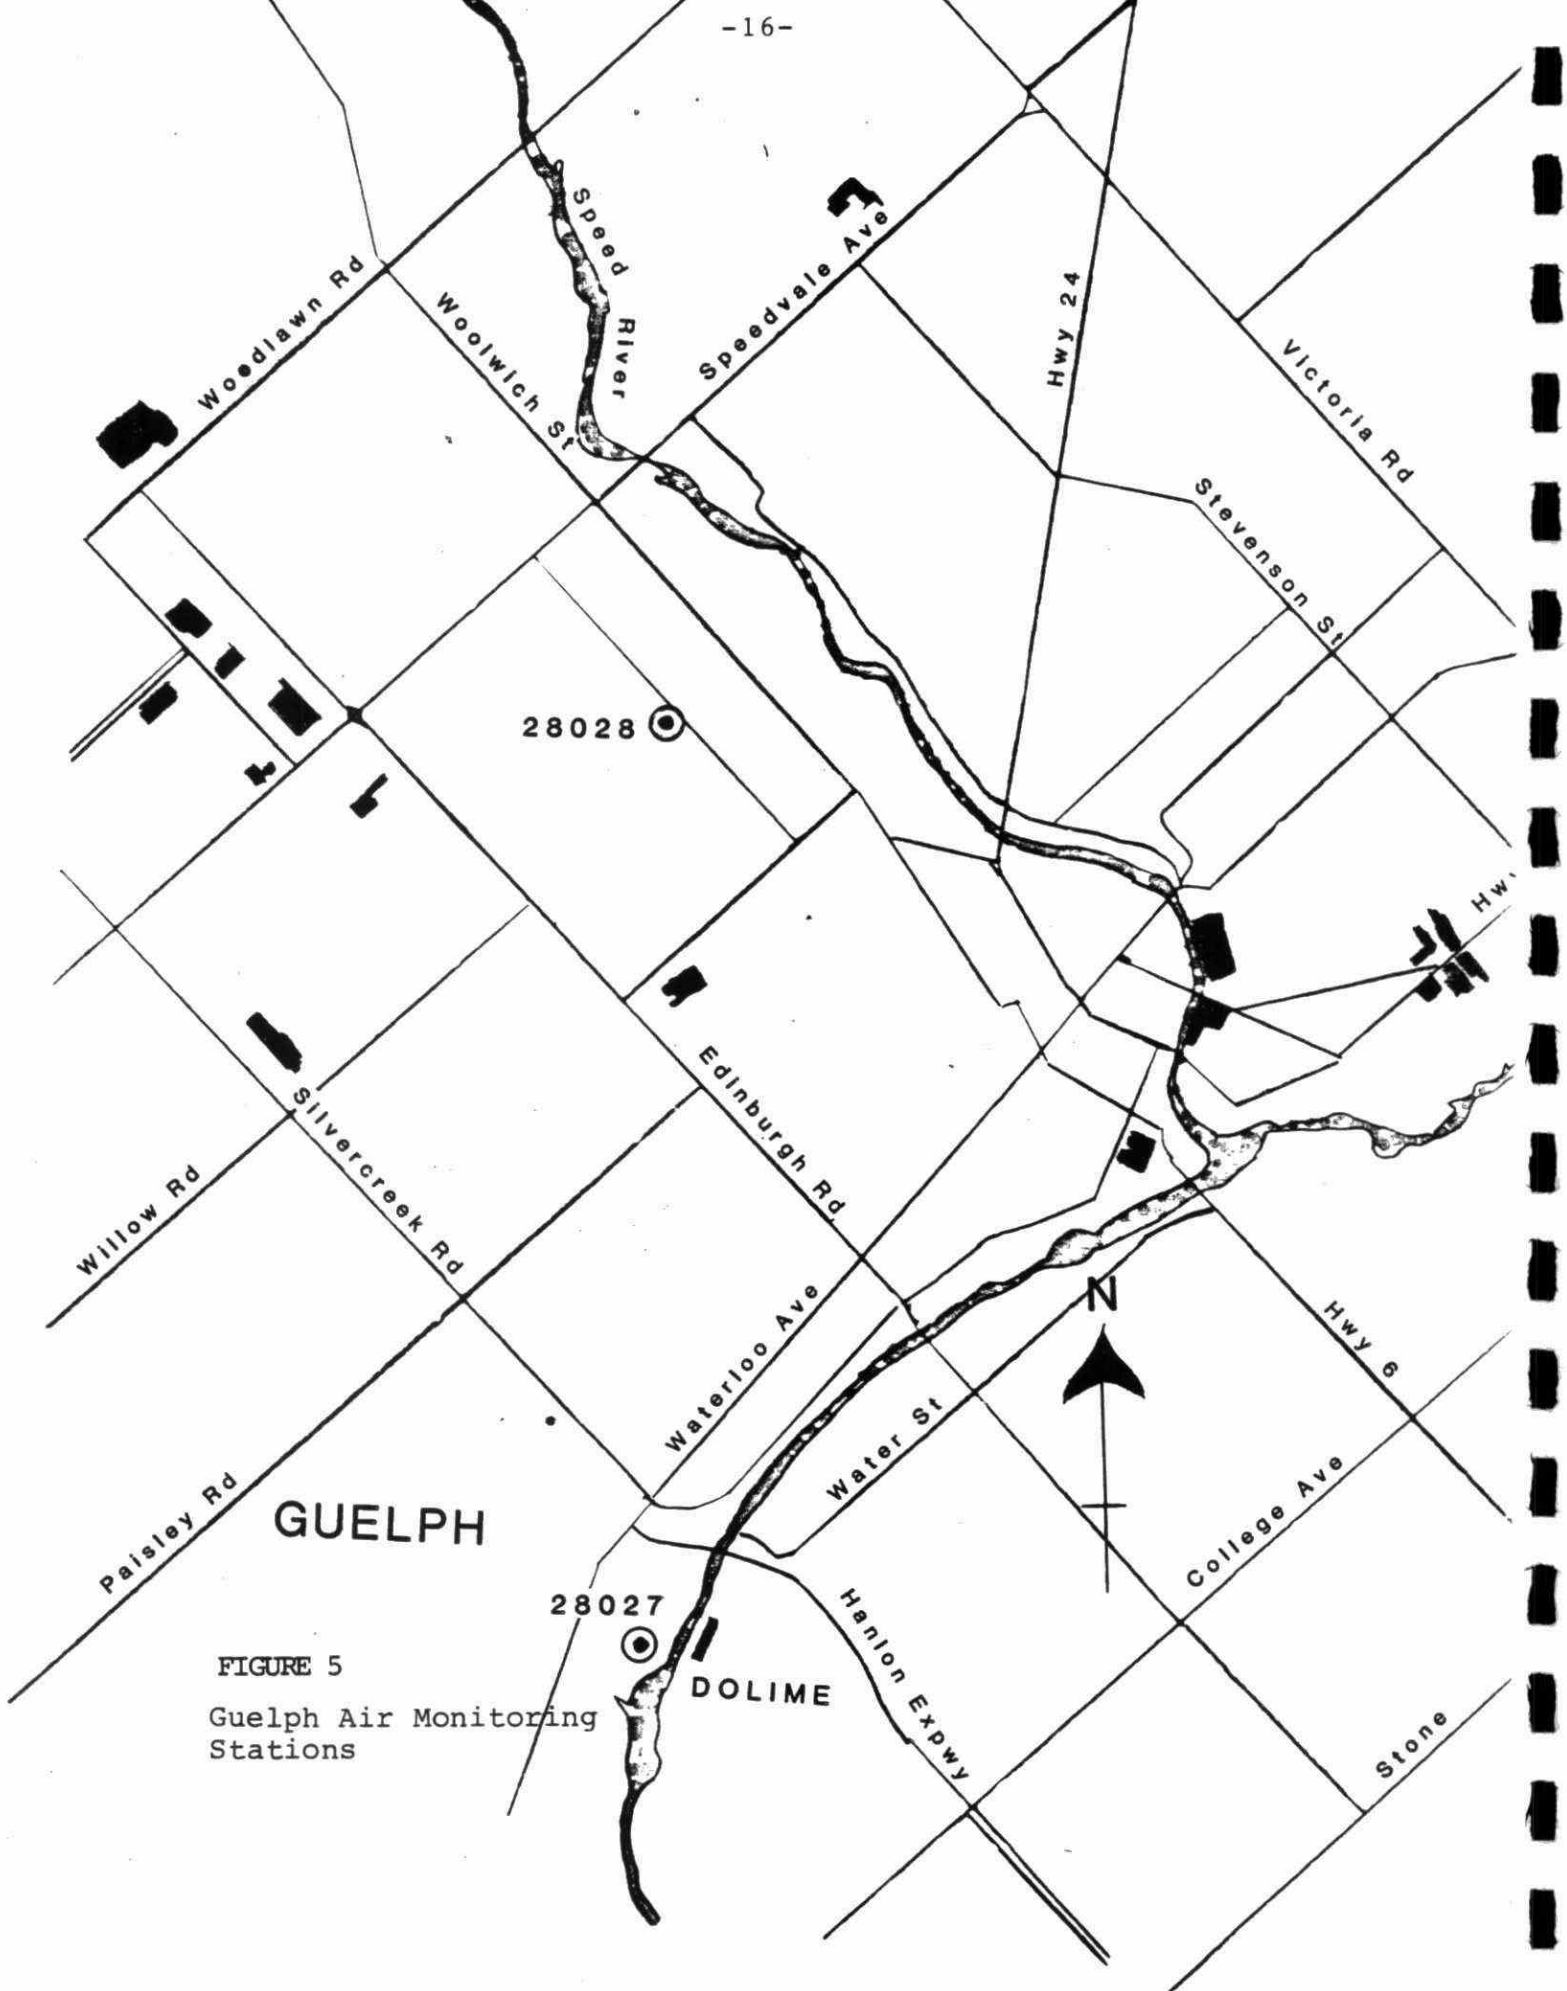 -16-
Speed River
Woodlawn Rd
Woolwich St
Speedvale Ave
Hwy 24
Victoria Rd
Stevenson St
28028
Hw
Edinburgh Rd
Silvercreek Rd
Willow Rd
Waterloo Ave
N
Hwy 6
Water St
College Ave
Paisley Rd
GUELPH
28027
Hanlon Expwy
DOLIME
Stone
FIGURE 5
Guelph Air Monitoring
Stations